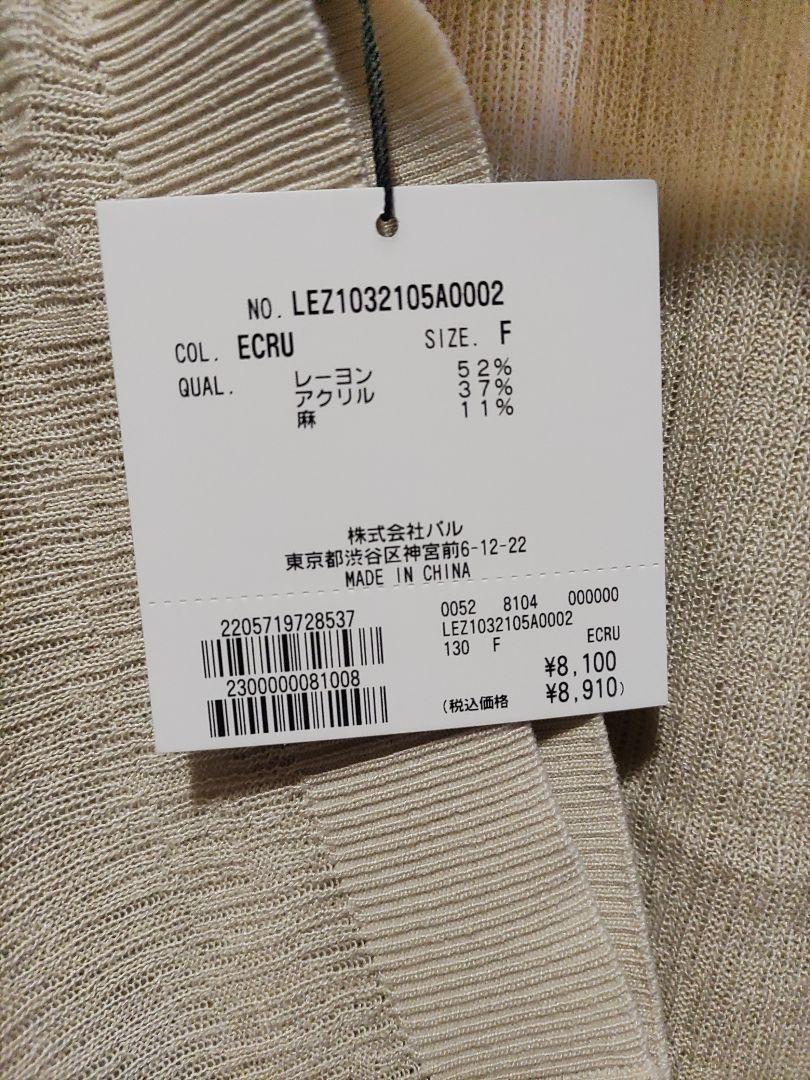 NO. LEZ1032105A0002
COL. ECRU SIZE. F
QUAL. レーヨン 52%
アクリル 37%
麻 11%
株式会社バル
東京都渋谷区神宮前6-12-22
MADE IN CHINA
2205719728537
2300000081008
0052 8104 000000
LEZ1032105A0002
ECRU
130 F
¥8,100
(税込価格 ¥8,910)